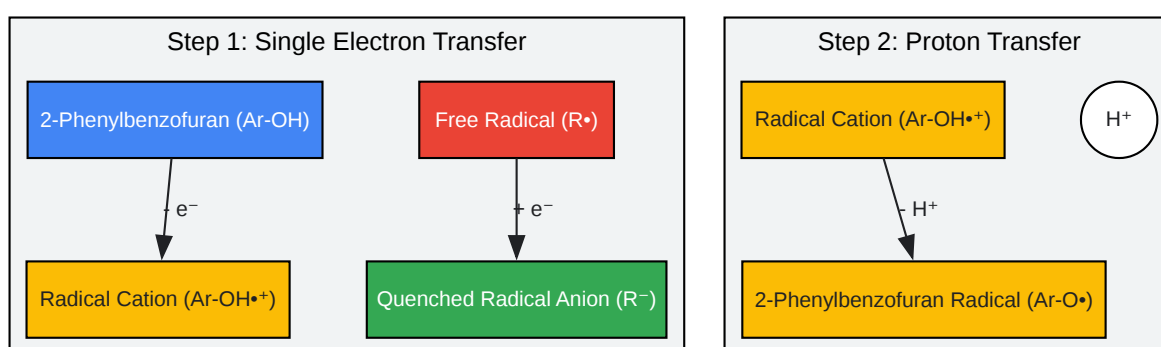 Step 1: Single Electron Transfer
2-Phenylbenzofuran (Ar-OH)
Free Radical (R•)
- e⁻
+ e⁻
Radical Cation (Ar-OH•⁺)
Quenched Radical Anion (R⁻)
Step 2: Proton Transfer
Radical Cation (Ar-OH•⁺)
H⁺
- H⁺
2-Phenylbenzofuran Radical (Ar-O•)